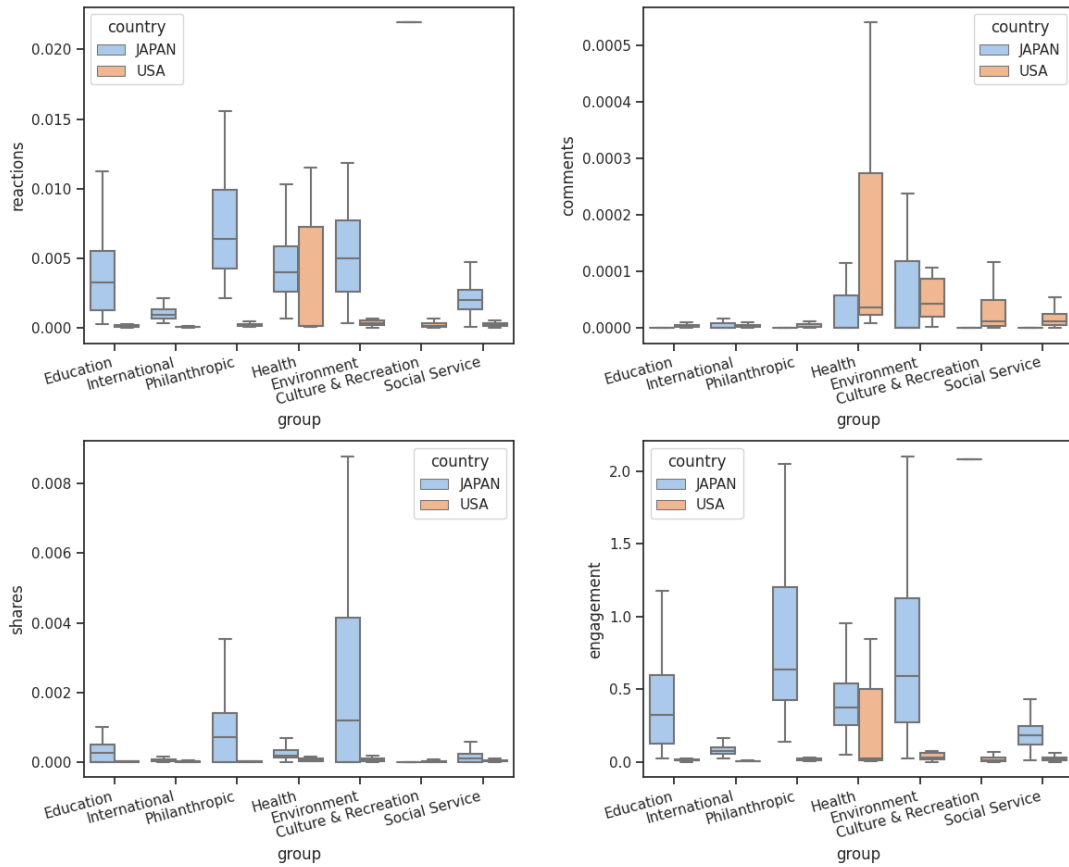 country
JAPAN
USA
0.020
0.015
0.010
0.005
0.000
reactions
Education
International
Philanthropic
Health
Environment
Culture & Recreation
Social Service
group
country
JAPAN
USA
0.0005
0.0004
0.0003
0.0002
0.0001
0.0000
comments
Education
International
Philanthropic
Health
Environment
Culture & Recreation
Social Service
group
country
JAPAN
USA
0.008
0.006
0.004
0.002
0.000
shares
Education
International
Philanthropic
Health
Environment
Culture & Recreation
Social Service
group
country
JAPAN
USA
2.0
1.5
1.0
0.5
0.0
engagement
Education
International
Philanthropic
Health
Environment
Culture & Recreation
Social Service
group